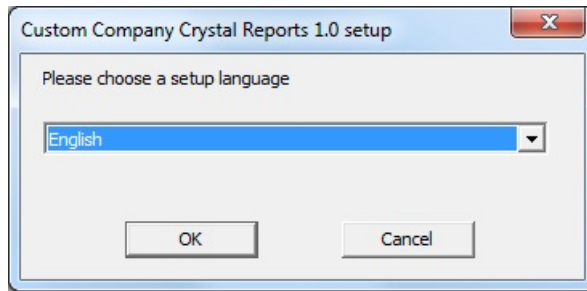 Custom Company Crystal Reports 1.0 setup
Please choose a setup language
English
OK
Cancel